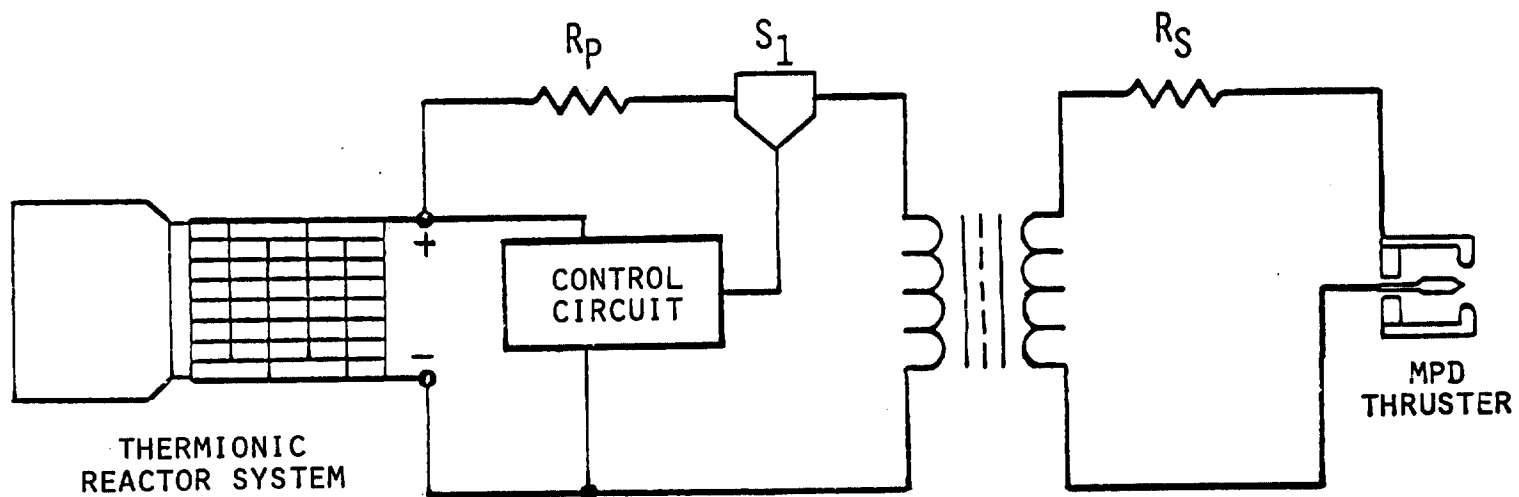 R_P
S_1
R_S
+
CONTROL
CIRCUIT
−
MPD
THRUSTER
THERMIONIC
REACTOR SYSTEM